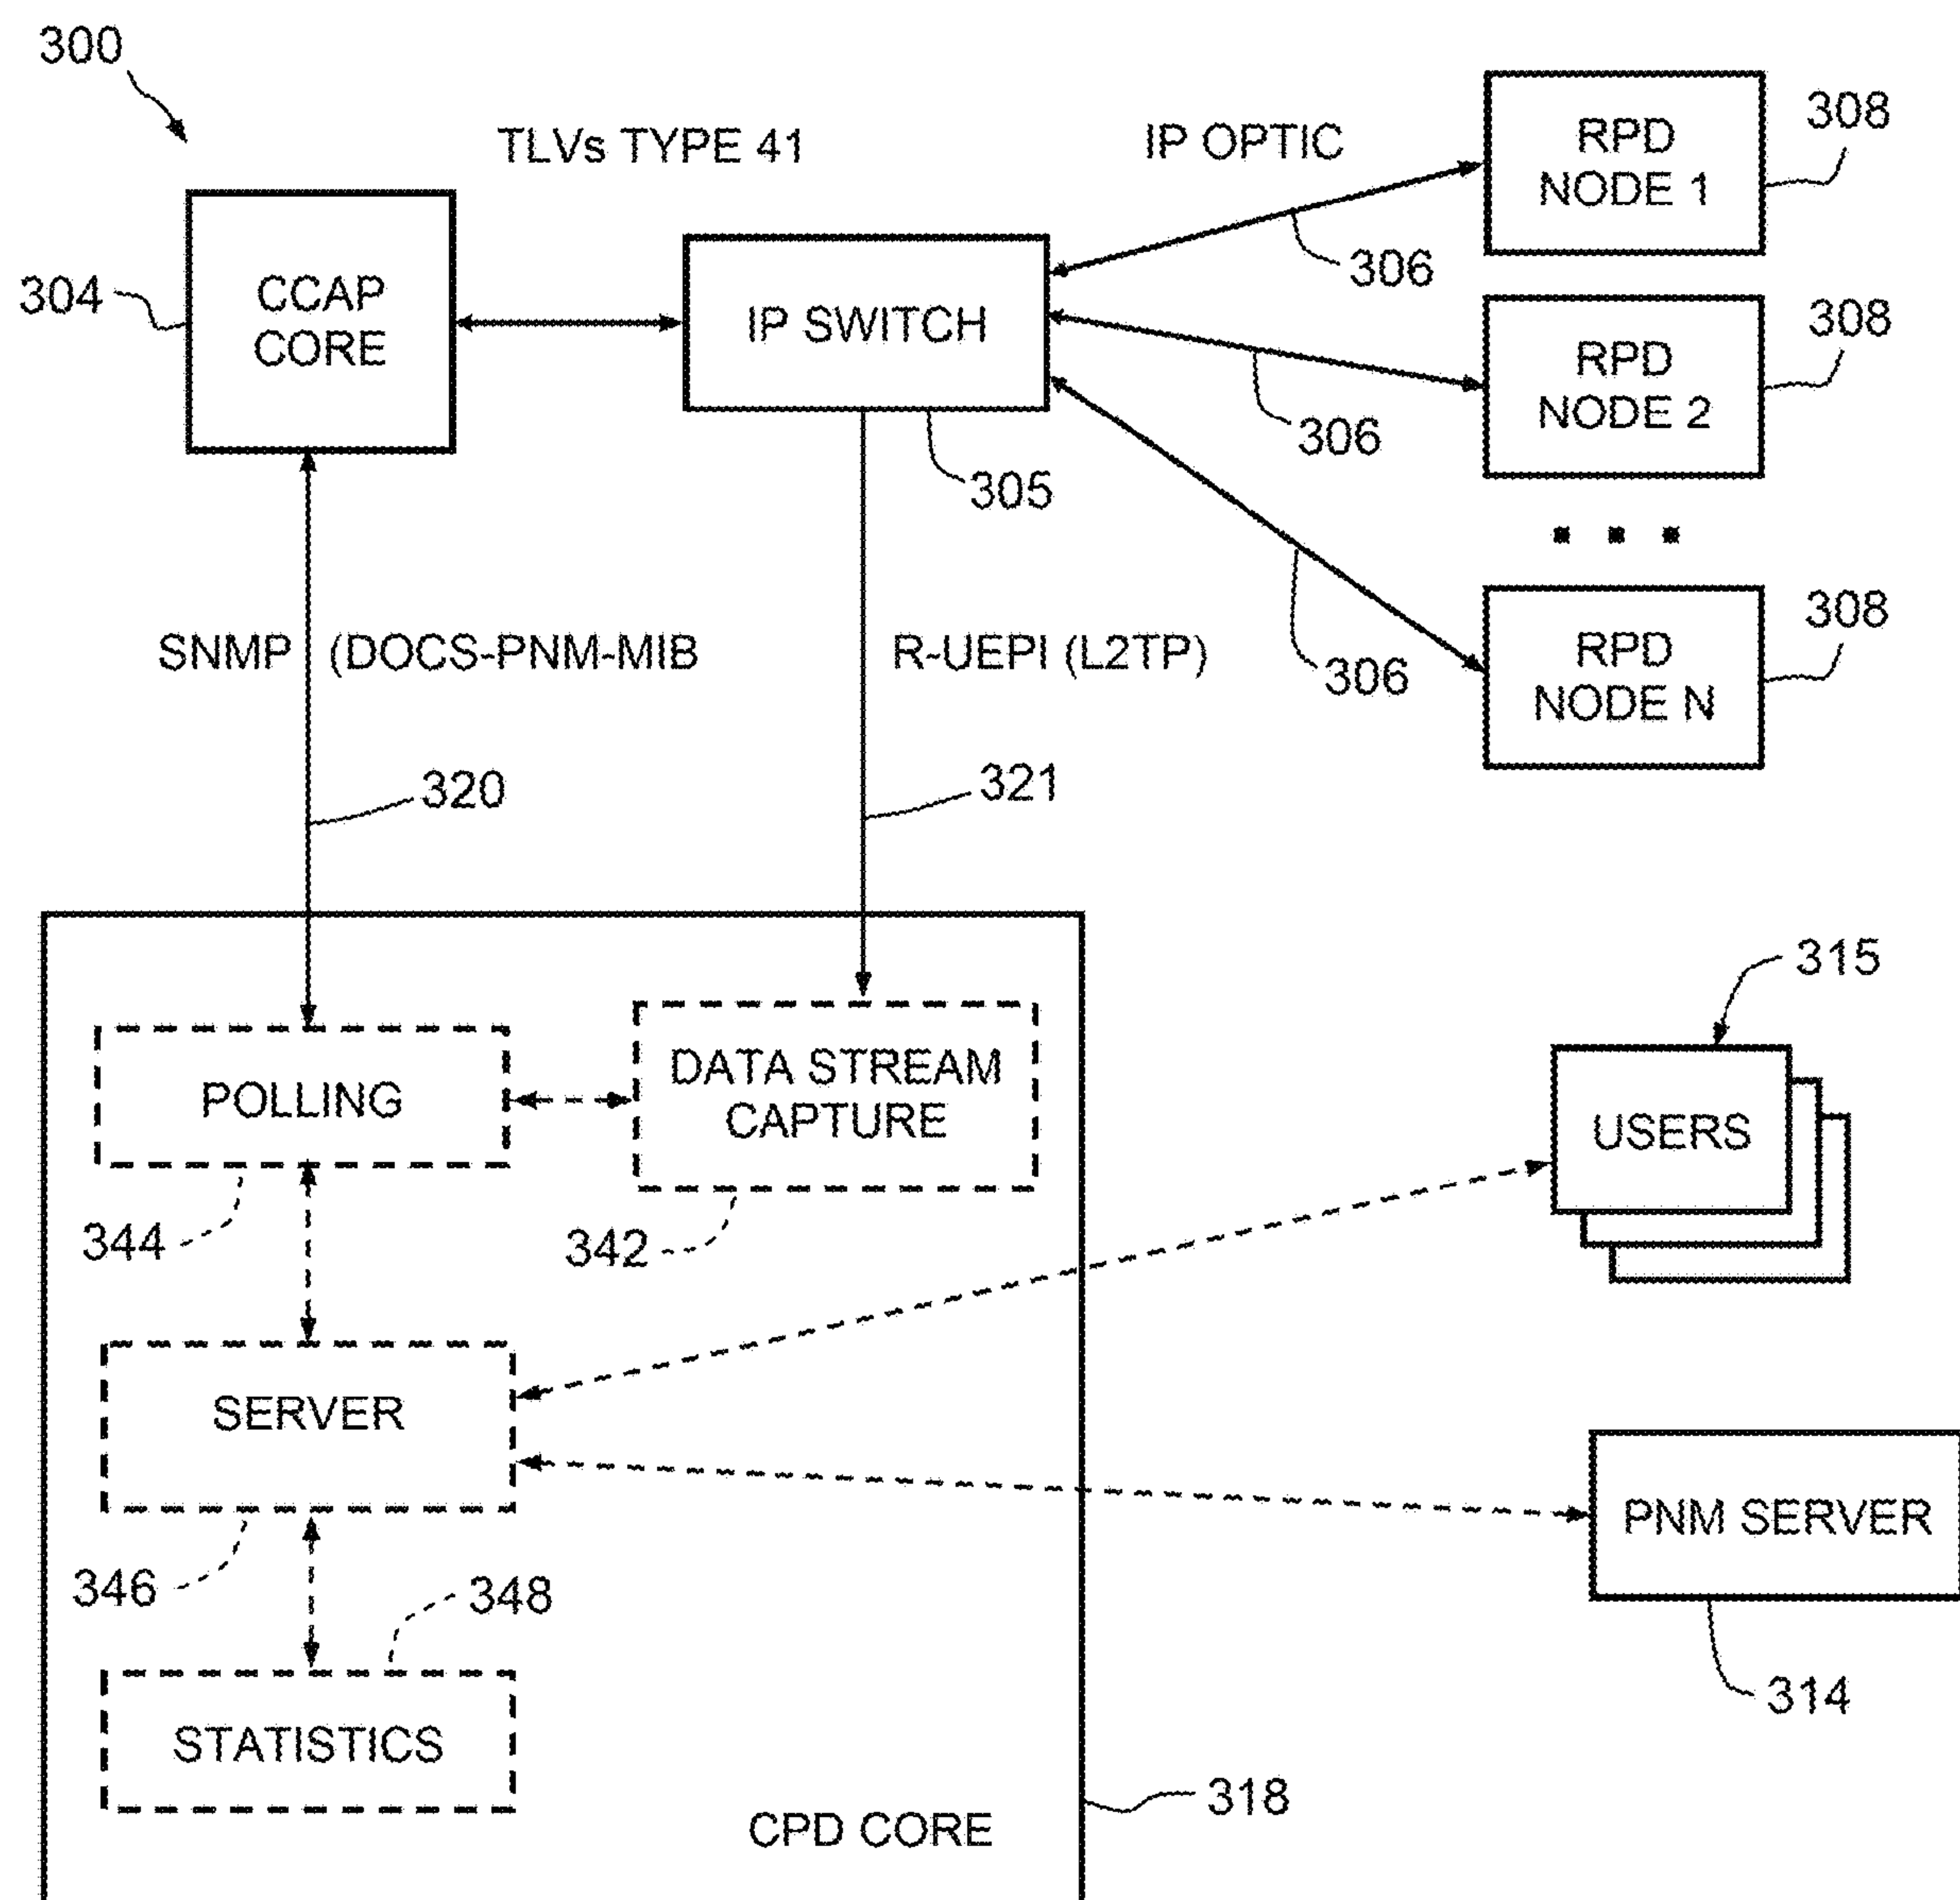 300
TLVs TYPE 41
IP OPTIC
RPD
NODE 1
308
304
CCAP
CORE
IP SWITCH
306
RPD
NODE 2
308
306
305
RPD
NODE N
308
306
SNMP (DOCS-PNM-MIB
R-UEPI (L2TP)
320
321
315
POLLING
DATA STREAM
CAPTURE
USERS
344
342
SERVER
PNM SERVER
346
348
314
STATISTICS
318
CPD CORE